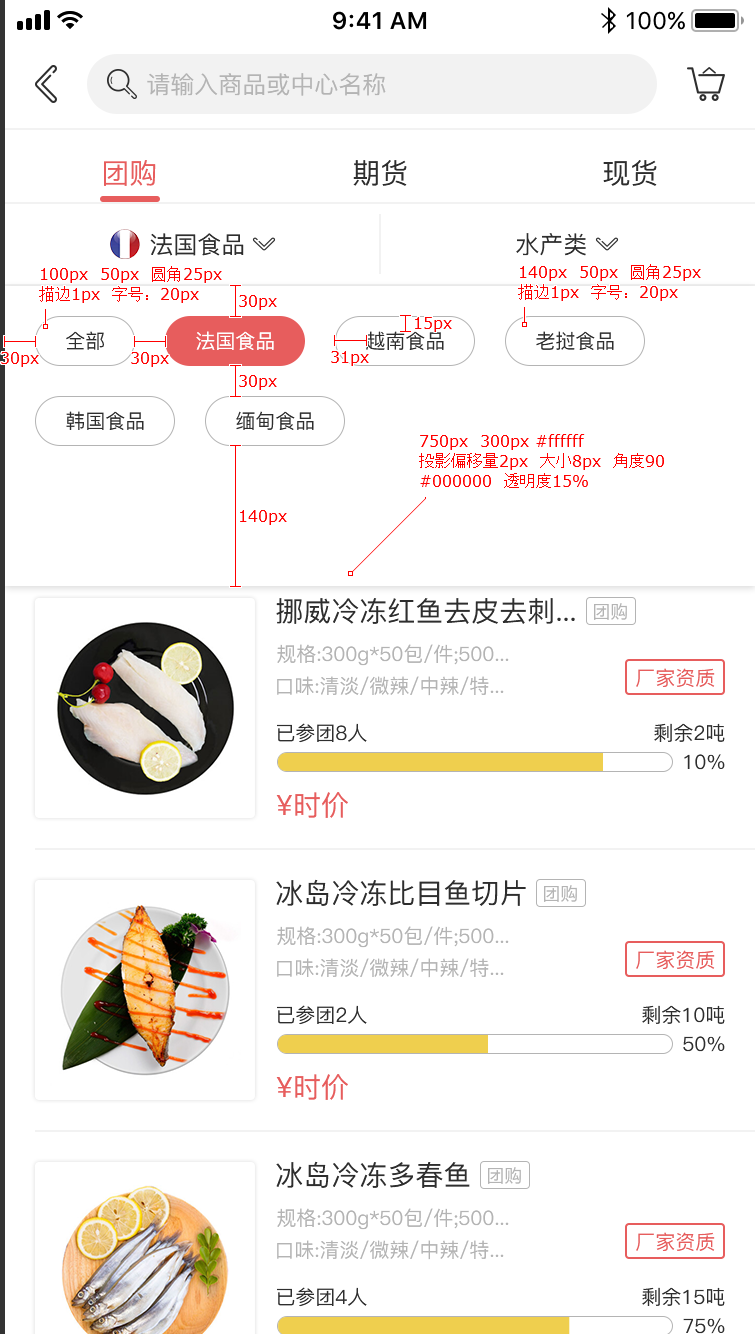 9:41 AM 100%
请输入商品或中心名称
团购 期货 现货
法国食品 水产类
100px 50px 圆角25px
描边1px 字号：20px
140px 50px 圆角25px
描边1px 字号：20px
30px
15px
全部 法国食品 越南食品 老挝食品
30px 30px 31px
30px
韩国食品 缅甸食品
750px 300px #ffffff
投影偏移量2px 大小8px 角度90
#000000 透明度15%
140px
挪威冷冻红鱼去皮去刺... 团购
规格:300g*50包/件;500...
口味:清淡/微辣/中辣/特...
厂家资质
已参团8人 剩余2吨
10%
¥时价
冰岛冷冻比目鱼切片 团购
规格:300g*50包/件;500...
口味:清淡/微辣/中辣/特...
厂家资质
已参团2人 剩余10吨
50%
¥时价
冰岛冷冻多春鱼 团购
规格:300g*50包/件;500...
口味:清淡/微辣/中辣/特...
厂家资质
已参团4人 剩余15吨
75%